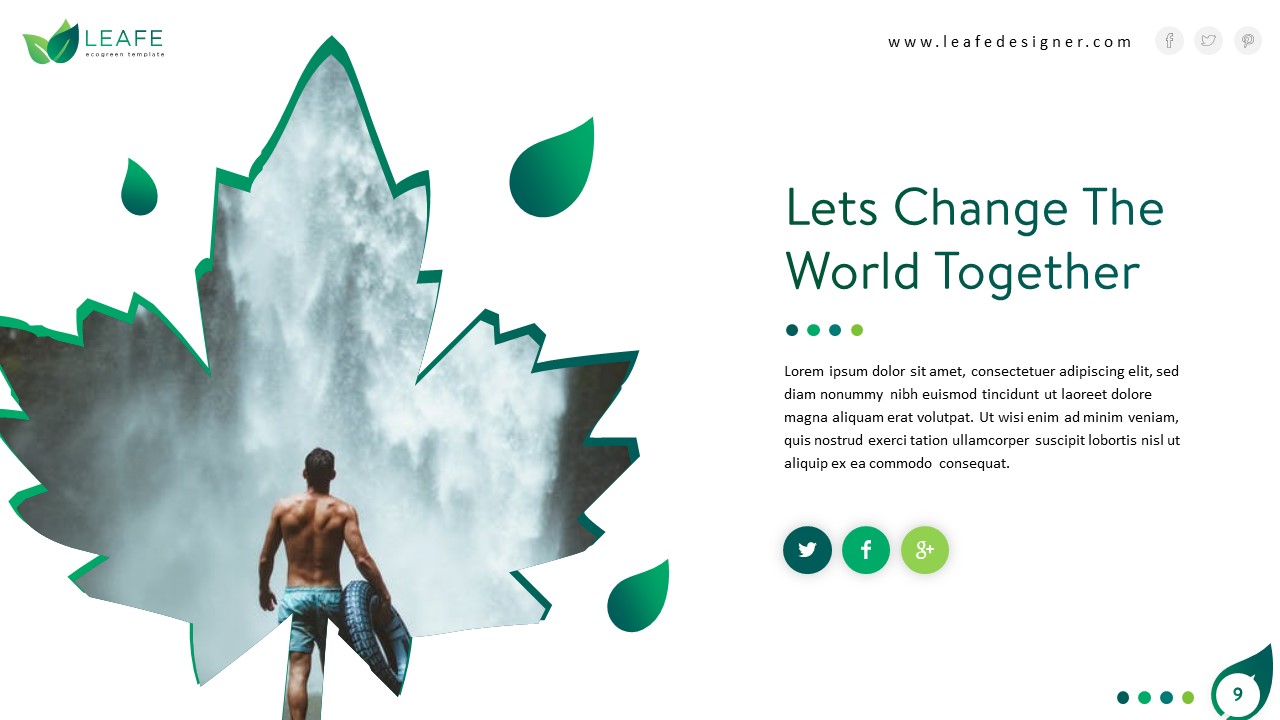 LEAFE
ecogreen template
www.leafedesigner.com
Lets Change The
World Together
Lorem ipsum dolor sit amet, consectetuer adipiscing elit, sed
diam nonummy nibh euismod tincidunt ut laoreet dolore
magna aliquam erat volutpat. Ut wisi enim ad minim veniam,
quis nostrud exerci tation ullamcorper suscipit lobortis nisl ut
aliquip ex ea commodo consequat.
9